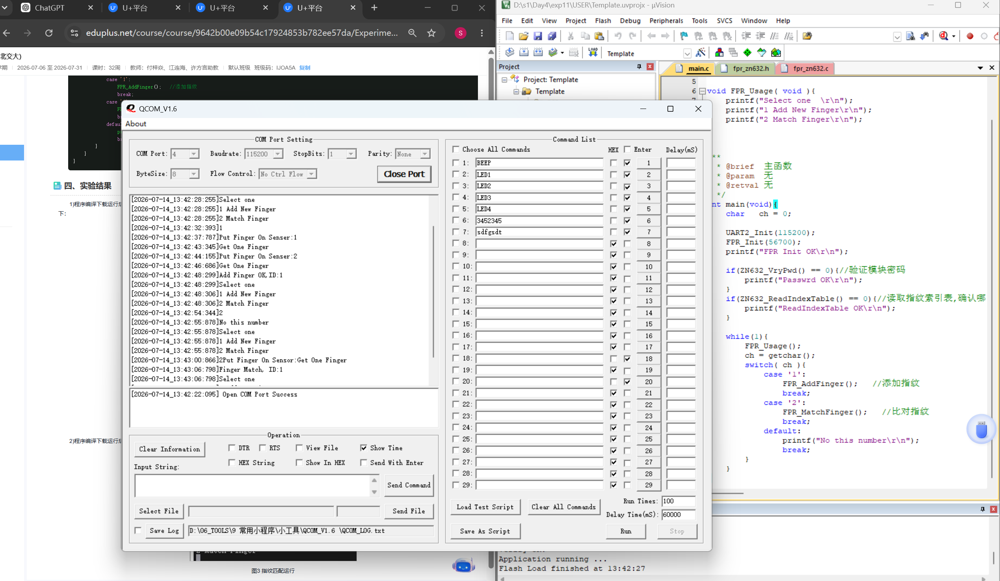 ChatGPT
U+平台
U+平台
U+平台
eduplus.net/course/course/9642b00e09b54c17924853b782ee57da/Experime...
S
北交大)
学期 2026-07-06 至 2026-07-31 课时：32周 教师：付梓焱、江连海、许方言助教 默认班级 班级码：IJOA5A 复制
case '1':
FPR_AddFinger(); //添加指纹
break;
case
}
}
}
四、实验结果
1)程序编译下载运行后
下:
2)程序编译下载运行后
图3 指纹匹配运行
QCOM_V1.6
About
COM Port Setting
COM Port: 4 Baudrate: 115200 StopBits: 1 Parity: None
ByteSize: 8 Flow Control: No Ctrl Flow Close Port
[2026-07-14_13:42:28:255]Select one
[2026-07-14_13:42:28:255]1 Add New Finger
[2026-07-14_13:42:28:255]2 Match Finger
[2026-07-14_13:42:32:393]1
[2026-07-14_13:42:37:787]Put Finger On Senser:1
[2026-07-14_13:42:43:345]Get One Finger
[2026-07-14_13:42:44:155]Put Finger On Senser:2
[2026-07-14_13:42:46:686]Get One Finger
[2026-07-14_13:42:48:299]Add Finger OK,ID:1
[2026-07-14_13:42:48:299]Select one
[2026-07-14_13:42:48:306]1 Add New Finger
[2026-07-14_13:42:48:306]2 Match Finger
[2026-07-14_13:42:54:344]2
[2026-07-14_13:42:55:878]No this number
[2026-07-14_13:42:55:878]Select one
[2026-07-14_13:42:55:878]1 Add New Finger
[2026-07-14_13:42:55:878]2 Match Finger
[2026-07-14_13:43:00:866]2Put Finger On Sensor:Get One Finger
[2026-07-14_13:43:06:798]Finger Match, ID:1
[2026-07-14_13:43:06:798]Select one
[2026-07-14_13:42:22:095] Open COM Port Success
Operation
Clear Information DTR RTS View File Show Time
HEX String Show In HEX Send With Enter
Input String:
Send Command
Select File Send File
Save Log D:\06_TOOLS\9 常用小程序\小工具\QCOM_V1.6 \QCOM_LOG.txt
Command List
Choose All Commands HEX Enter Delay(mS)
1: BEEP 1
2: LED1 2
3: LED2 3
4: LED3 4
5: LED4 5
6: 3452345 6
7: sdfgsdt 7
8: 8
9: 9
10: 10
11: 11
12: 12
13: 13
14: 14
15: 15
16: 16
17: 17
18: 18
19: 19
20: 20
21: 21
22: 22
23: 23
24: 24
25: 25
26: 26
27: 27
28: 28
29: 29
Load Test Script Clear All Commands Run Times: 100
Delay Time(mS): 60000
Save As Script Run Stop
D:\s1\Day4\exp11\USER\Template.uvprojx - µVision
File Edit View Project Flash Debug Peripherals Tools SVCS Window Help
LOAD Template
Project
Project: Template
Template
main.c fpr_zn632.h fpr_zn632.c
5
6 void FPR_Usage( void ){
printf("Select one  \r\n");
printf("1 Add New Finger\r\n");
printf("2 Match Finger\r\n");
**
* @brief 主函数
* @param 无
* @retval 无
*/
nt main(void){
char ch = 0;
UART2_Init(115200);
FPR_Init(56700);
printf("FPR Init OK\r\n");
if(ZN632_VryPwd() == 0){//验证模块密码
printf("Passwrd OK\r\n");
}
if(ZN632_ReadIndexTable() == 0){//读取指纹索引表,确认哪
printf("ReadIndexTable OK\r\n");
}
while(1){
FPR_Usage();
ch = getchar();
switch( ch ){
case '1':
FPR_AddFinger(); //添加指纹
break;
case '2':
FPR_MatchFinger(); //比对指纹
break;
default:
printf("No this number\r\n");
break;
}
}
Application running ...
Flash Load finished at 13:42:27